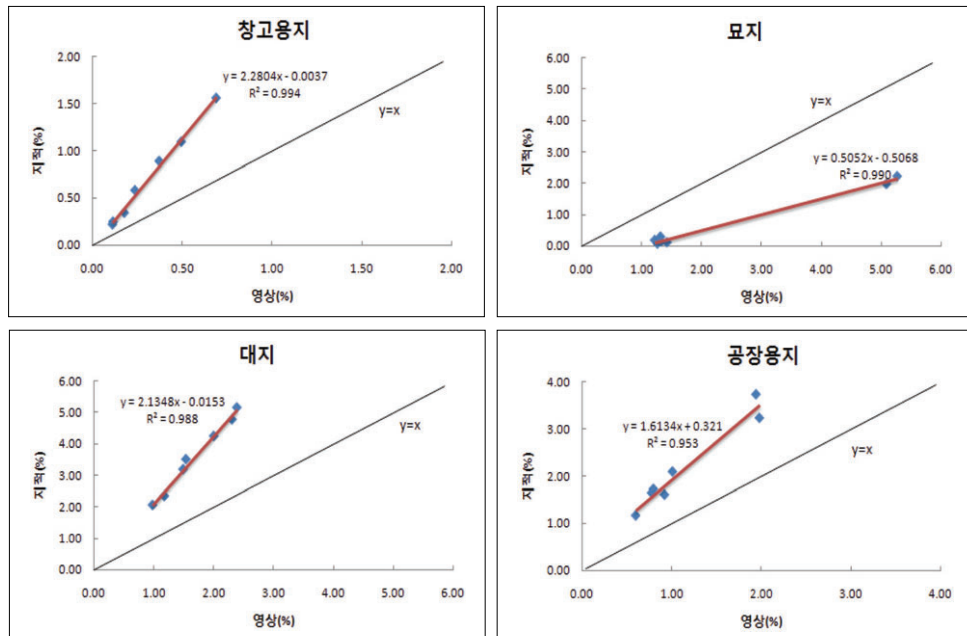 창고용지
2.00
y = 2.2804x - 0.0037
R² = 0.994
1.50
y=x
지적(%)
1.00
0.50
0.00
0.00 0.50 1.00 1.50 2.00
영상(%)
묘지
6.00
5.00
y=x
4.00
지적(%)
3.00
y = 0.5052x - 0.5068
R² = 0.990
2.00
1.00
0.00
0.00 1.00 2.00 3.00 4.00 5.00 6.00
영상(%)
대지
6.00
y = 2.1348x - 0.0153
R² = 0.988
5.00
y=x
4.00
지적(%)
3.00
2.00
1.00
0.00
0.00 1.00 2.00 3.00 4.00 5.00 6.00
영상(%)
공장용지
4.00
y = 1.6134x + 0.321
R² = 0.953
3.00
y=x
지적(%)
2.00
1.00
0.00
0.00 1.00 2.00 3.00 4.00
영상(%)